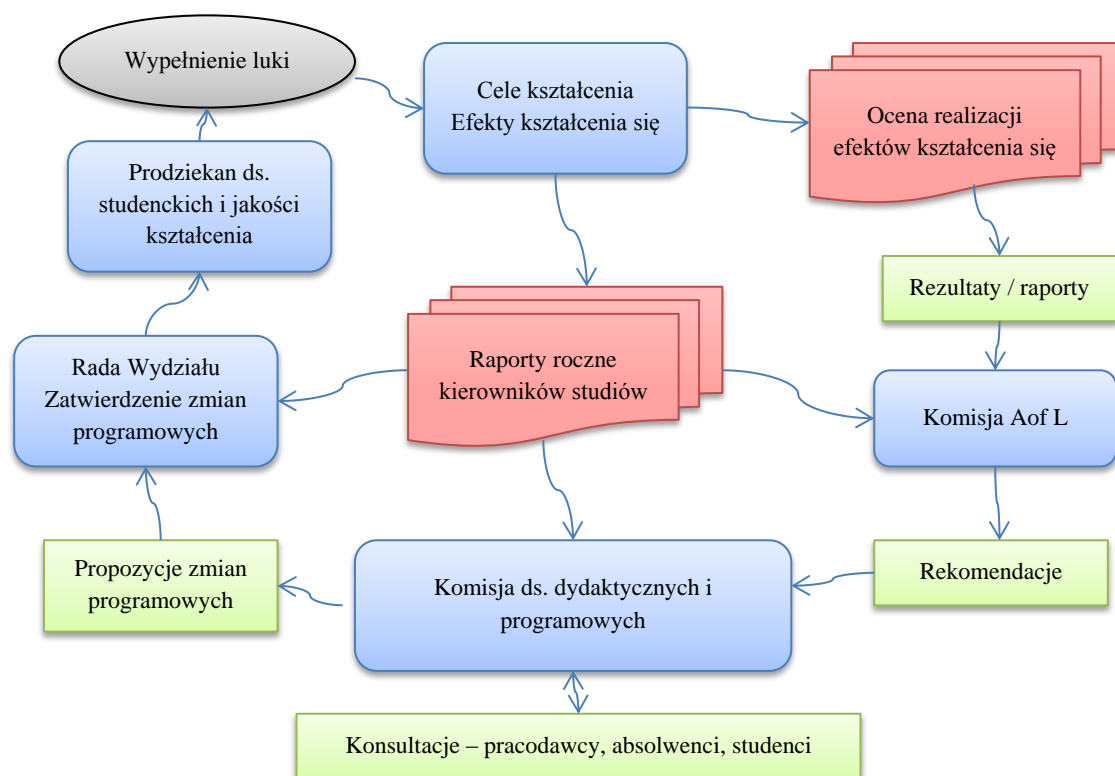 Wypełnienie luki
Cele kształcenia
Efekty kształcenia się
Ocena realizacji
efektów kształcenia się
Prodziekan ds.
studenckich i jakości
kształcenia
Rezultaty / raporty
Rada Wydziału
Zatwierdzenie zmian
programowych
Raporty roczne
kierowników studiów
Komisja Aof L
Propozycje zmian
programowych
Komisja ds. dydaktycznych i
programowych
Rekomendacje
Konsultacje – pracodawcy, absolwenci, studenci